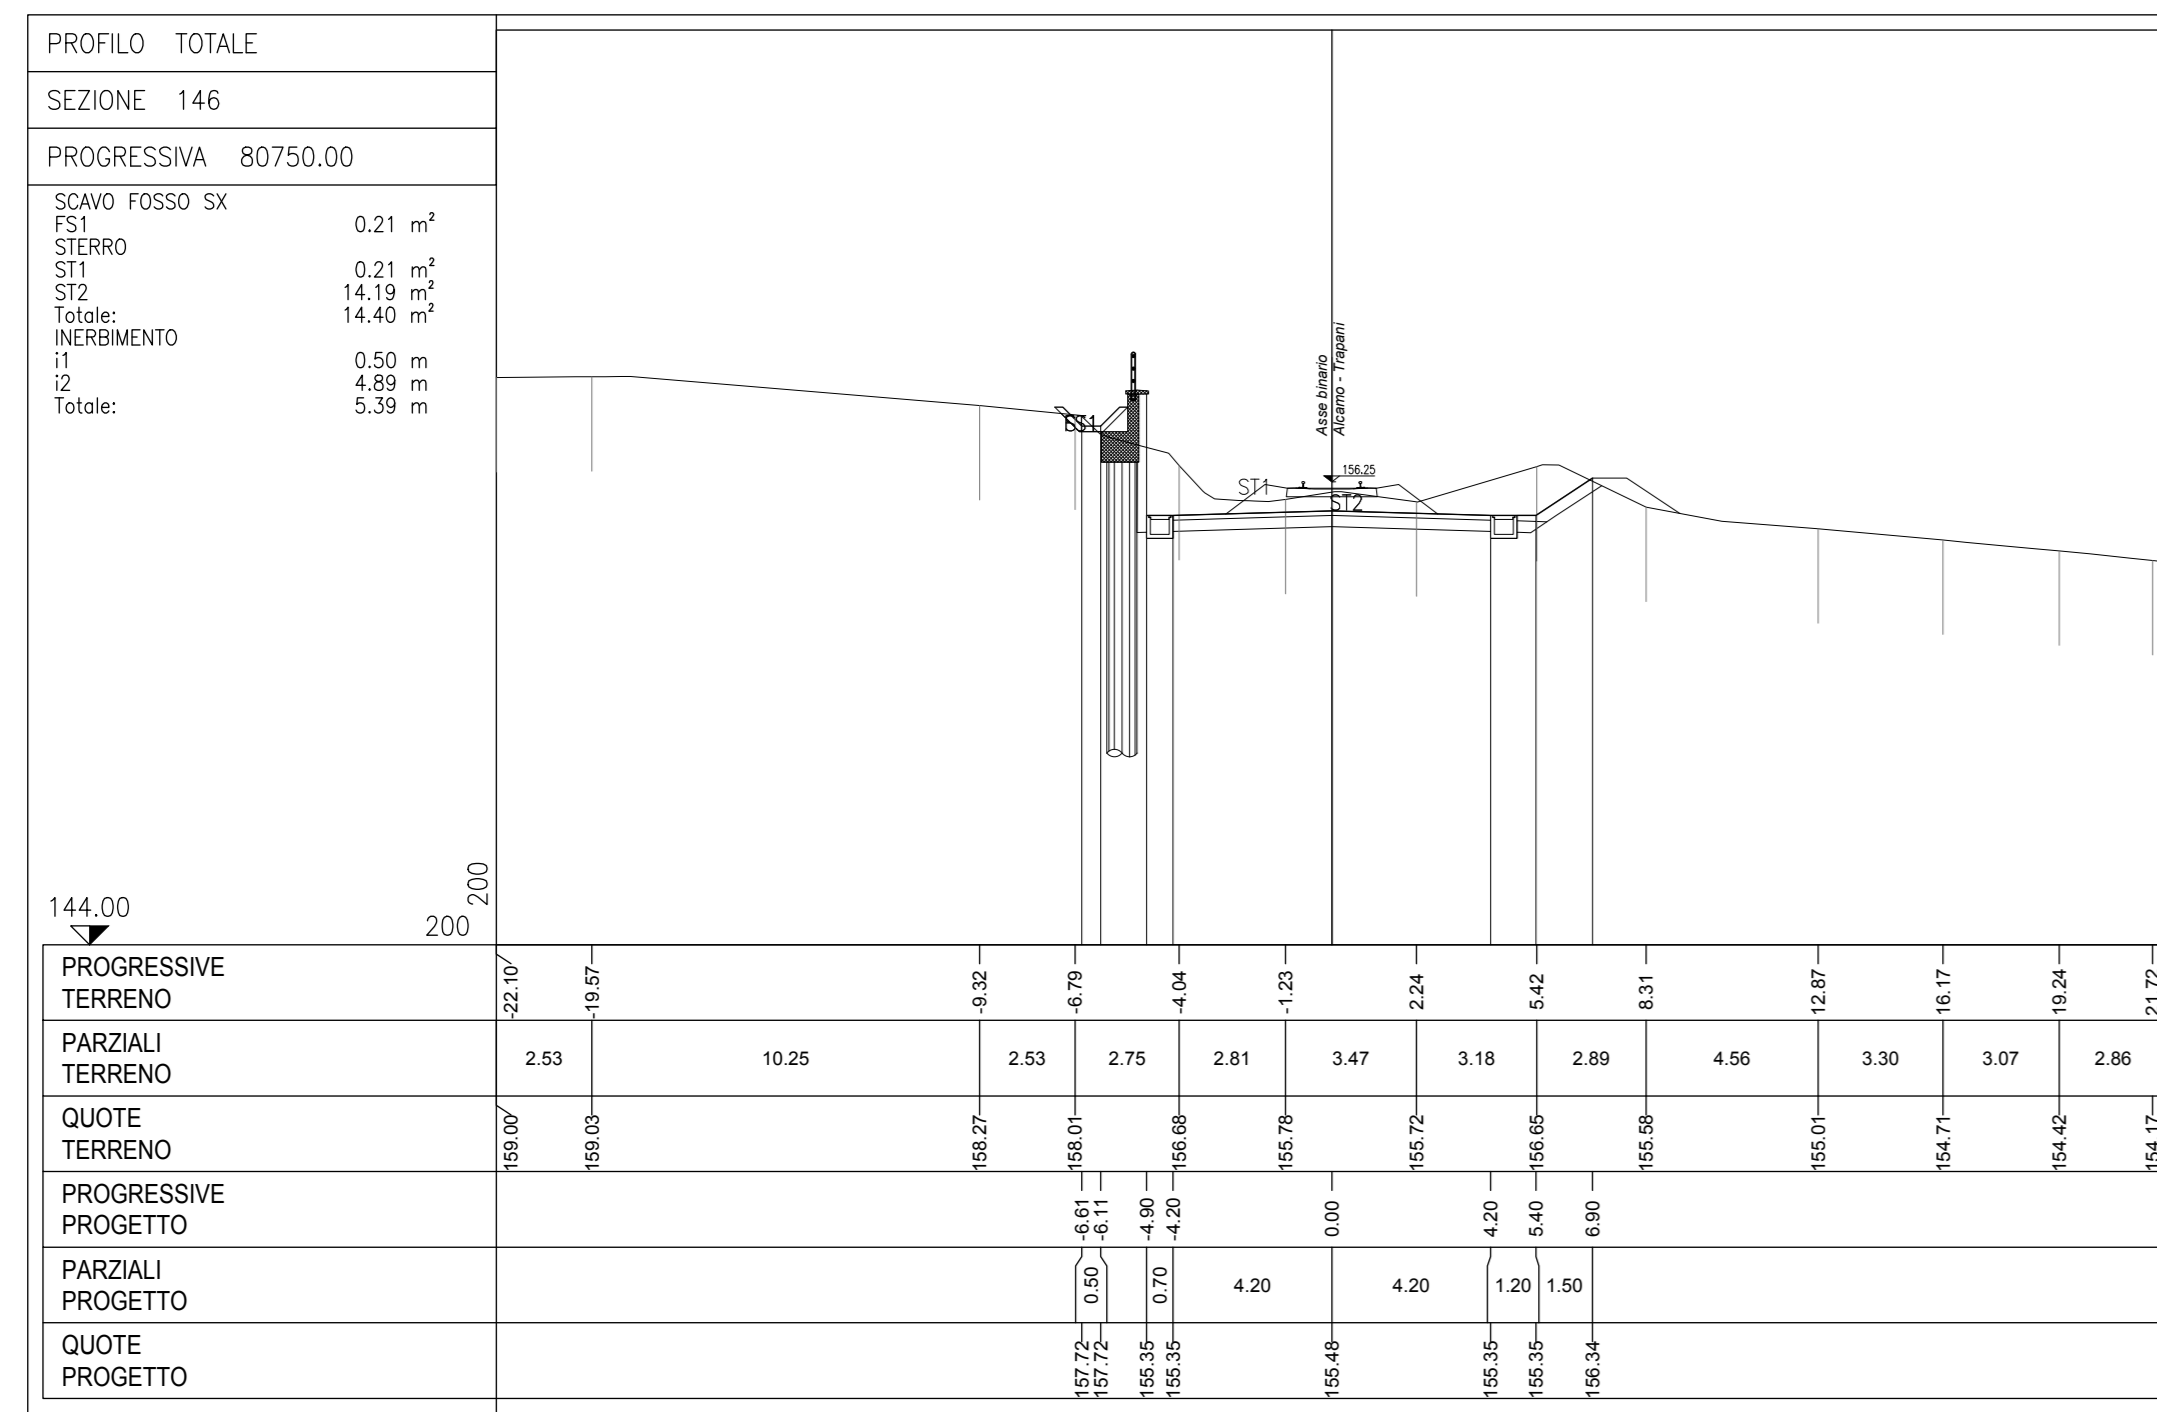 PROFILO TOTALE
SEZIONE 146
PROGRESSIVA 80750.00
SCAVO FOSSO SX
FS1 0.21 m²
STERRO
ST1 0.21 m²
ST2 14.19 m²
Totale: 14.40 m²
INERBIMENTO
i1 0.50 m
i2 4.89 m
Totale: 5.39 m
Asse binario
Alcamo - Trapani
156.25
ST1
ST2
144.00
200
200
PROGRESSIVE
TERRENO
-22.10 -19.57 -9.32 -6.79 -4.04 -1.23 2.24 5.42 8.31 12.87 16.17 19.24 21.72
PARZIALI
TERRENO
2.53 10.25 2.53 2.75 2.81 3.47 3.18 2.89 4.56 3.30 3.07 2.86
QUOTE
TERRENO
159.00 159.03 158.27 158.01 156.68 155.78 155.72 156.65 155.58 155.01 154.71 154.42 154.17
PROGRESSIVE
PROGETTO
-6.61 -6.11 -4.90 -4.20 0.00 4.20 5.40 6.90
PARZIALI
PROGETTO
0.50 0.70 4.20 4.20 1.20 1.50
QUOTE
PROGETTO
157.72 157.72 155.35 155.35 155.48 155.35 155.35 156.34